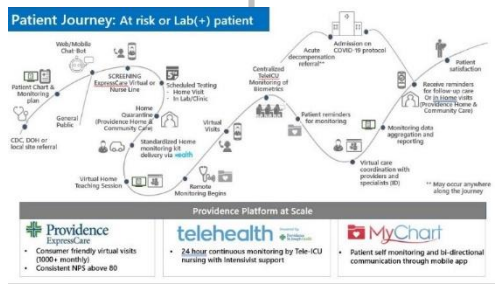 Patient Journey: At risk or Lab(+) patient
Web/Mobile
Chat-Bot
Patient Chart &
Monitoring
plan
CDC, DOH or
local site referral
General
Public
SCREENING
ExpressCare Virtual or
Nurse Line
Scheduled Testing
- Home Visit
- In Lab/Clinic
Home
Quarantine
(Providence Home &
Community Care)
Standardized Home
monitoring kit
delivery via
Virtual Home
Teaching Session
Remote
Monitoring Begins
Virtual
Visits
Centralized
TeleICU
Monitoring of
Biometrics
Acute
decompensation
referral**
Admission on
COVID-19 protocol
Patient reminders
for monitoring
Virtual care
coordination with
providers and
specialists (ID)
Monitoring data
aggregation and
reporting
Receive reminders
for follow-up care
Or in Home visits
(Providence Home &
Community Care)
Patient
satisfaction
** May occur anywhere
along the journey
Providence Platform at Scale
Providence
ExpressCare
• Consumer friendly virtual visits
(1000+ monthly)
• Consistent NPS above 80
telehealth
• 24 hour continuous monitoring by Tele-ICU
nursing with Intensivist support
MyChart
• Patient self monitoring and bi-directional
communication through mobile app